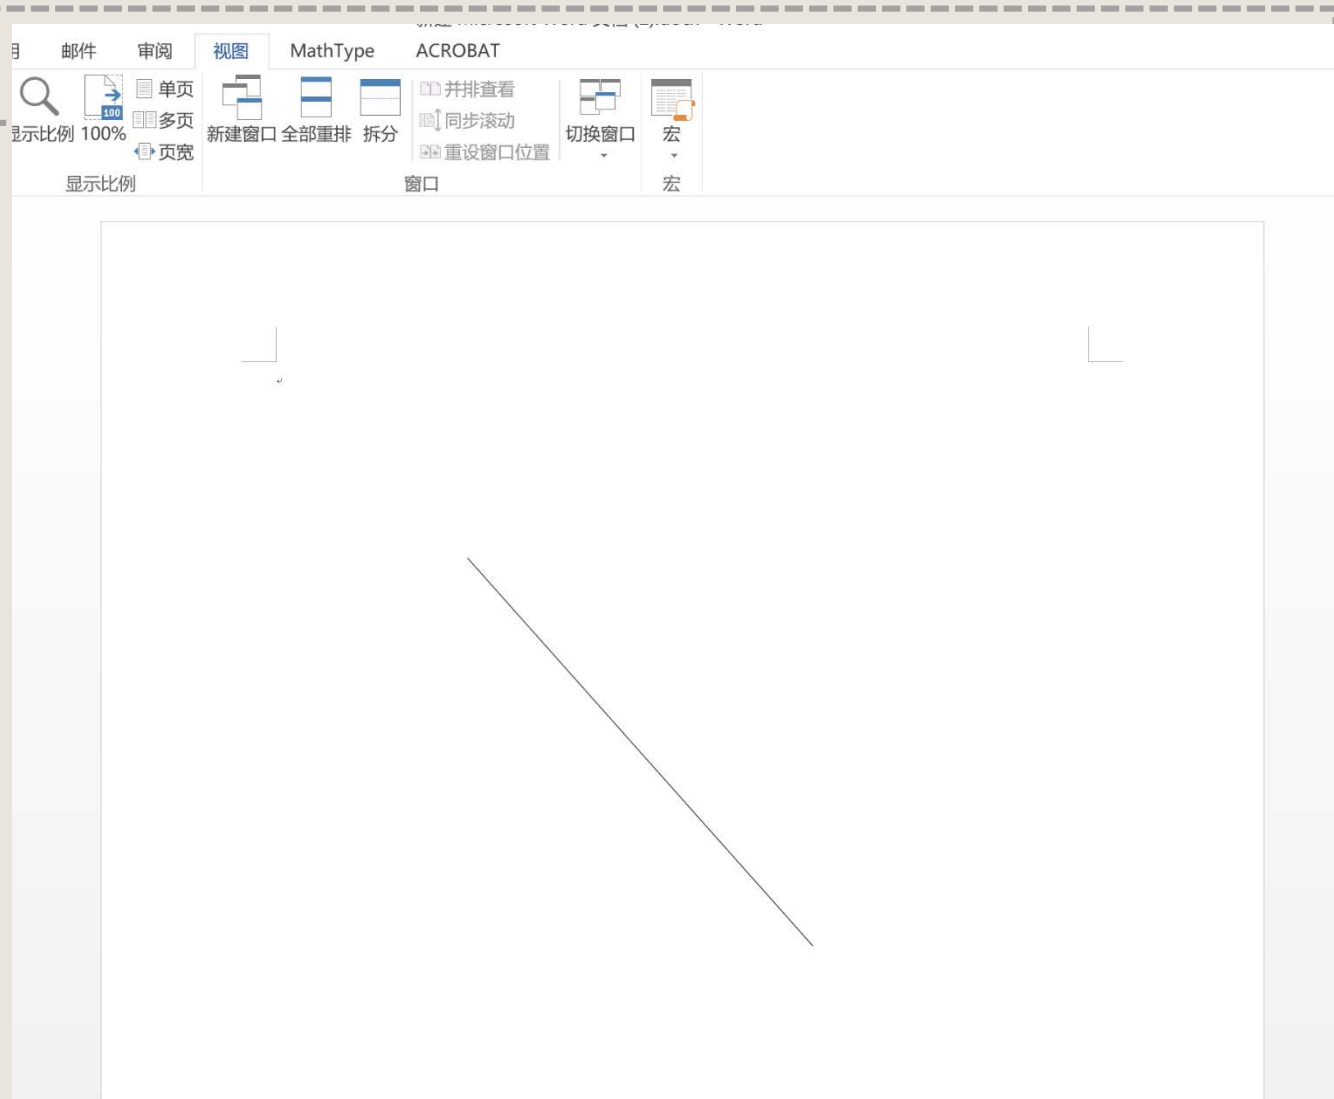 邮件 审阅 视图 MathType ACROBAT
单页
多页
页宽
100
显示比例 100%
新建窗口 全部重排 拆分
并排查看
同步滚动
重设窗口位置
切换窗口 宏
显示比例 窗口 宏